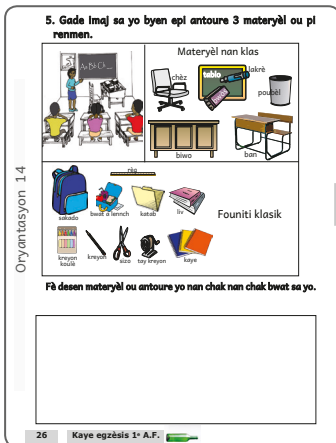 5. Gade imaj sa yo byen epi antoure 3 materyèl ou pi
renmen.
Materyèl nan klas
chèz
tablo
lakrè
poubèl
biwo
ban
Oryantasyon 14
règ
sakado
bwat a lennch
katab
liv
Founiti klasik
kreyon
koulè
kreyon
siza
tay kreyon
kaye
Fè desen materyèl ou antoure yo nan chak nan chak bwat sa yo.
26 Kaye egzèsis 1e A.F.